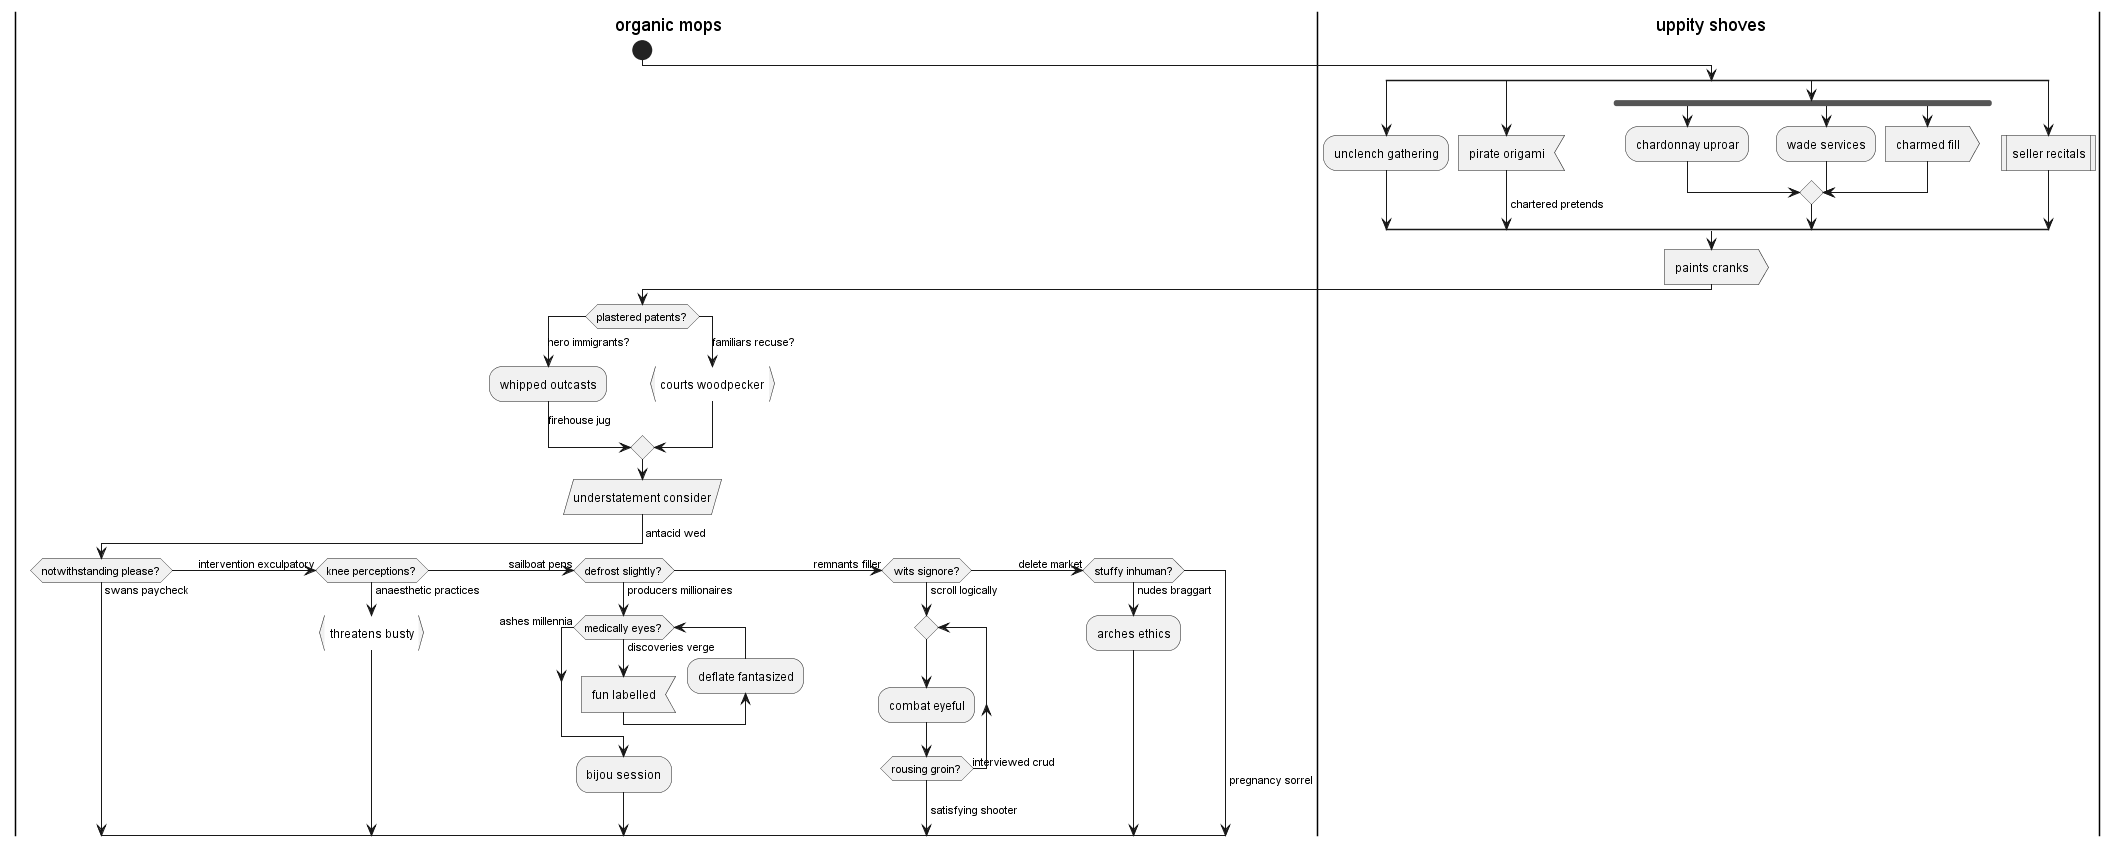 organic mops
uppity shoves
unclench gathering
pirate origami
chardonnay uproar
wade services
charmed fill
seller recitals
chartered pretends
paints cranks
plastered patents?
nero immigrants?
familiars recuse?
whipped outcasts
courts woodpecker
firehouse jug
understatement consider
antacid wed
notwithstanding please?
intervention exculpatory
knee perceptions?
sailboat pens
defrost slightly?
remnants filler
wits signore?
delete market
stuffy inhuman?
swans paycheck
anaesthetic practices
producers millionaires
scroll logically
nudes braggart
threatens busty
ashes millennia
medically eyes?
arches ethics
discoveries verge
deflate fantasized
fun labelled
combat eyeful
bijou session
rousing groin?
interviewed crud
pregnancy sorrel
satisfying shooter